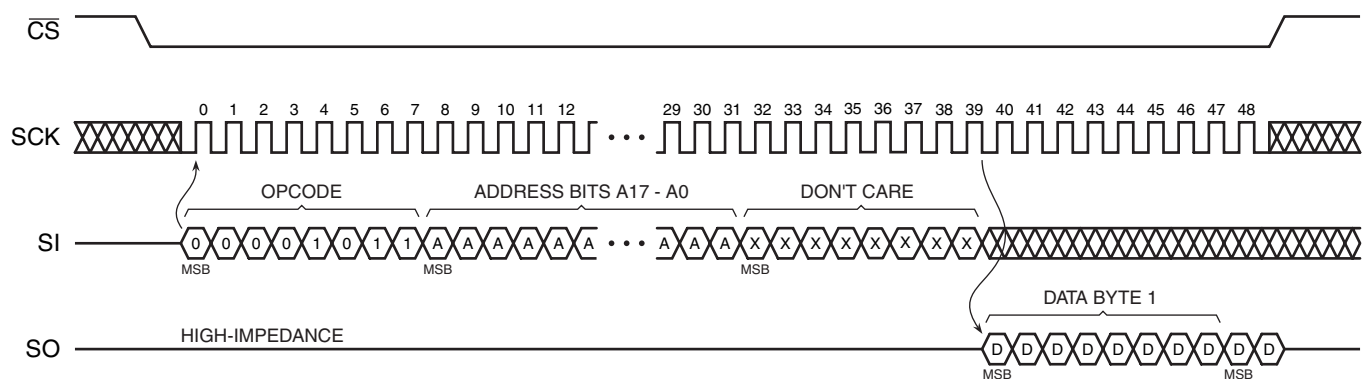 CS
SCK 0 1 2 3 4 5 6 7 8 9 10 11 12 • • • 29 30 31 32 33 34 35 36 37 38 39 40 41 42 43 44 45 46 47 48
OPCODE ADDRESS BITS A17 - A0 DON'T CARE
SI 0 0 0 0 1 0 1 1 A A A A A A • • • A A A X X X X X X X X
MSB MSB MSB
DATA BYTE 1
HIGH-IMPEDANCE
SO D D D D D D D D D D
MSB MSB